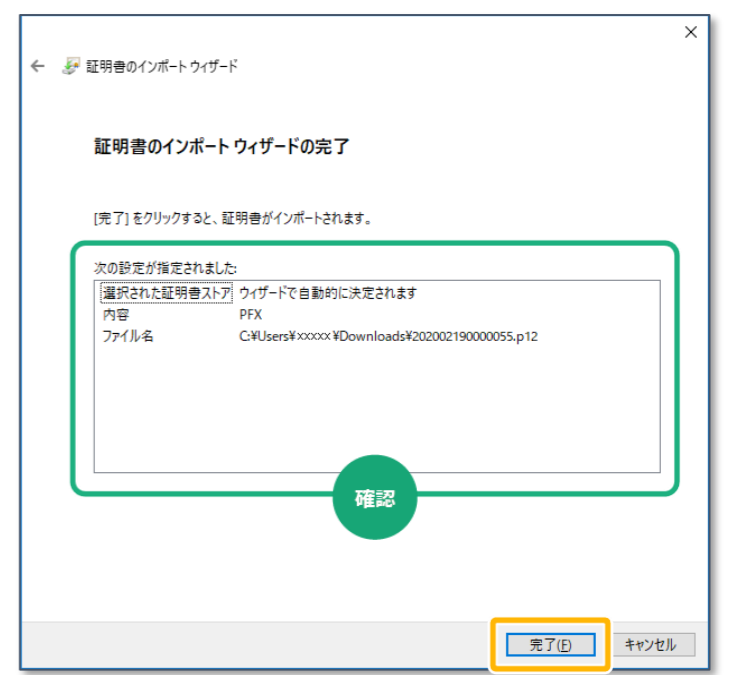 証明書のインポート ウィザード
証明書のインポート ウィザードの完了
[完了] をクリックすると、証明書がインポートされます。
次の設定が指定されました:
選択された証明書ストア ウィザードで自動的に決定されます
内容 PFX
ファイル名 C:¥Users¥xxxxx¥Downloads¥202002190000055.p12
確認
完了(F) キャンセル